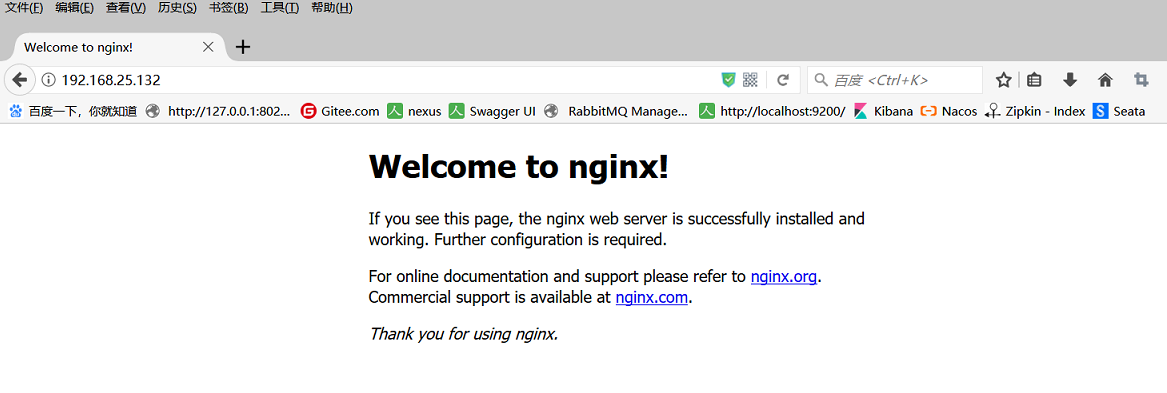 文件(F) 编辑(E) 查看(V) 历史(S) 书签(B) 工具(T) 帮助(H)
Welcome to nginx!
192.168.25.132 百度 <Ctrl+K>
百度一下，你就知道 http://127.0.0.1:802... Gitee.com nexus Swagger UI RabbitMQ Manage... http://localhost:9200/ Kibana Nacos Zipkin - Index Seata
Welcome to nginx!
If you see this page, the nginx web server is successfully installed and
working. Further configuration is required.
For online documentation and support please refer to nginx.org.
Commercial support is available at nginx.com.
Thank you for using nginx.